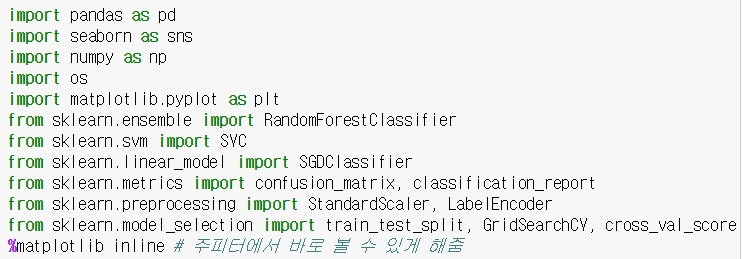 import pandas as pd
import seaborn as sns
import numpy as np
import os
import matplotlib.pyplot as plt
from sklearn.ensemble import RandomForestClassifier
from sklearn.svm import SVC
from sklearn.linear_model import SGDClassifier
from sklearn.metrics import confusion_matrix, classification_report
from sklearn.preprocessing import StandardScaler, LabelEncoder
from sklearn.model_selection import train_test_split, GridSearchCV, cross_val_score
%matplotlib inline # 주피터에서 바로 볼 수 있게 해줌